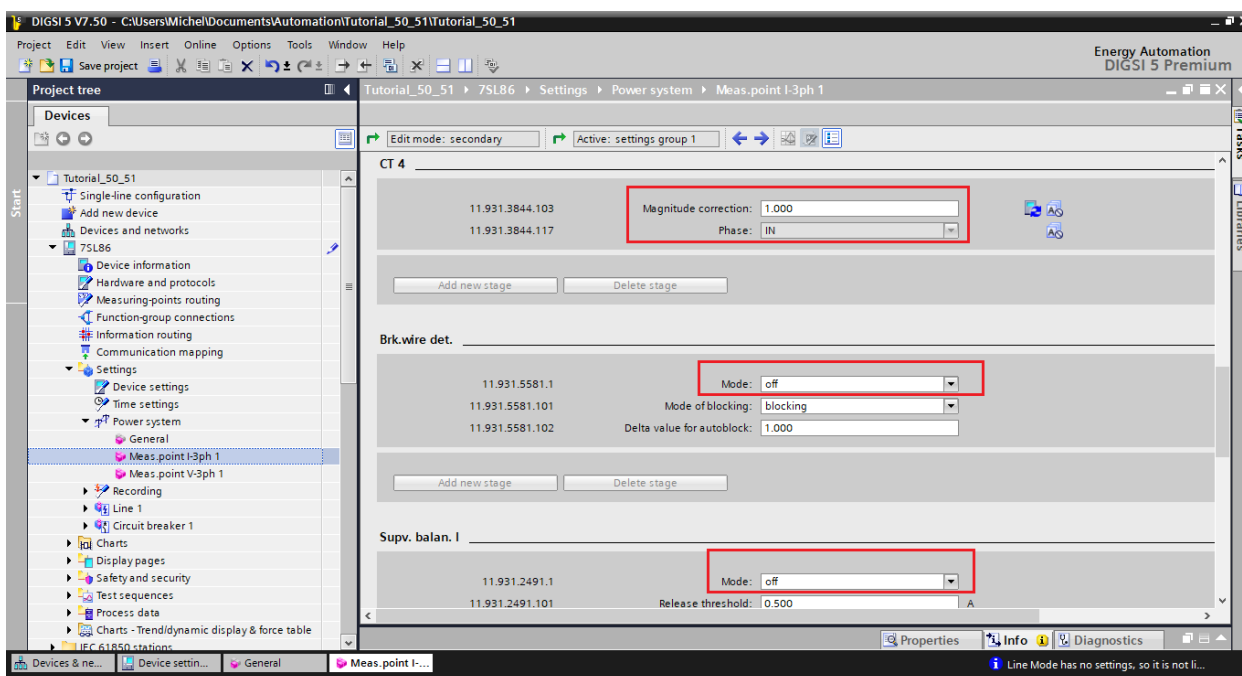 DIGSI 5 V7.50 - C:\Users\Michel\Documents\Automation\Tutorial_50_51\Tutorial_50_51
Project Edit View Insert Online Options Tools Window Help
Save project
Energy Automation
DIGSI 5 Premium
Project tree
Tutorial_50_51 ▸ 7SL86 ▸ Settings ▸ Power system ▸ Meas.point I-3ph 1
Devices
Edit mode: secondary
Active: settings group 1
Start
Tasks
Libraries
Tutorial_50_51
Single-line configuration
Add new device
Devices and networks
7SL86
Device information
Hardware and protocols
Measuring-points routing
Function-group connections
Information routing
Communication mapping
Settings
Device settings
Time settings
Power system
General
Meas.point I-3ph 1
Meas.point V-3ph 1
Recording
Line 1
Circuit breaker 1
Charts
Display pages
Safety and security
Test sequences
Process data
Charts - Trend/dynamic display & force table
IEC 61850 stations
CT 4
11.931.3844.103 Magnitude correction: 1.000
11.931.3844.117 Phase: IN
Add new stage Delete stage
Brk.wire det.
11.931.5581.1 Mode: off
11.931.5581.101 Mode of blocking: blocking
11.931.5581.102 Delta value for autoblock: 1.000
Add new stage Delete stage
Supv. balan. I
11.931.2491.1 Mode: off
11.931.2491.101 Release threshold: 0.500 A
Properties Info Diagnostics
Devices & ne... Device settin... General Meas.point I-... Line Mode has no settings, so it is not li...